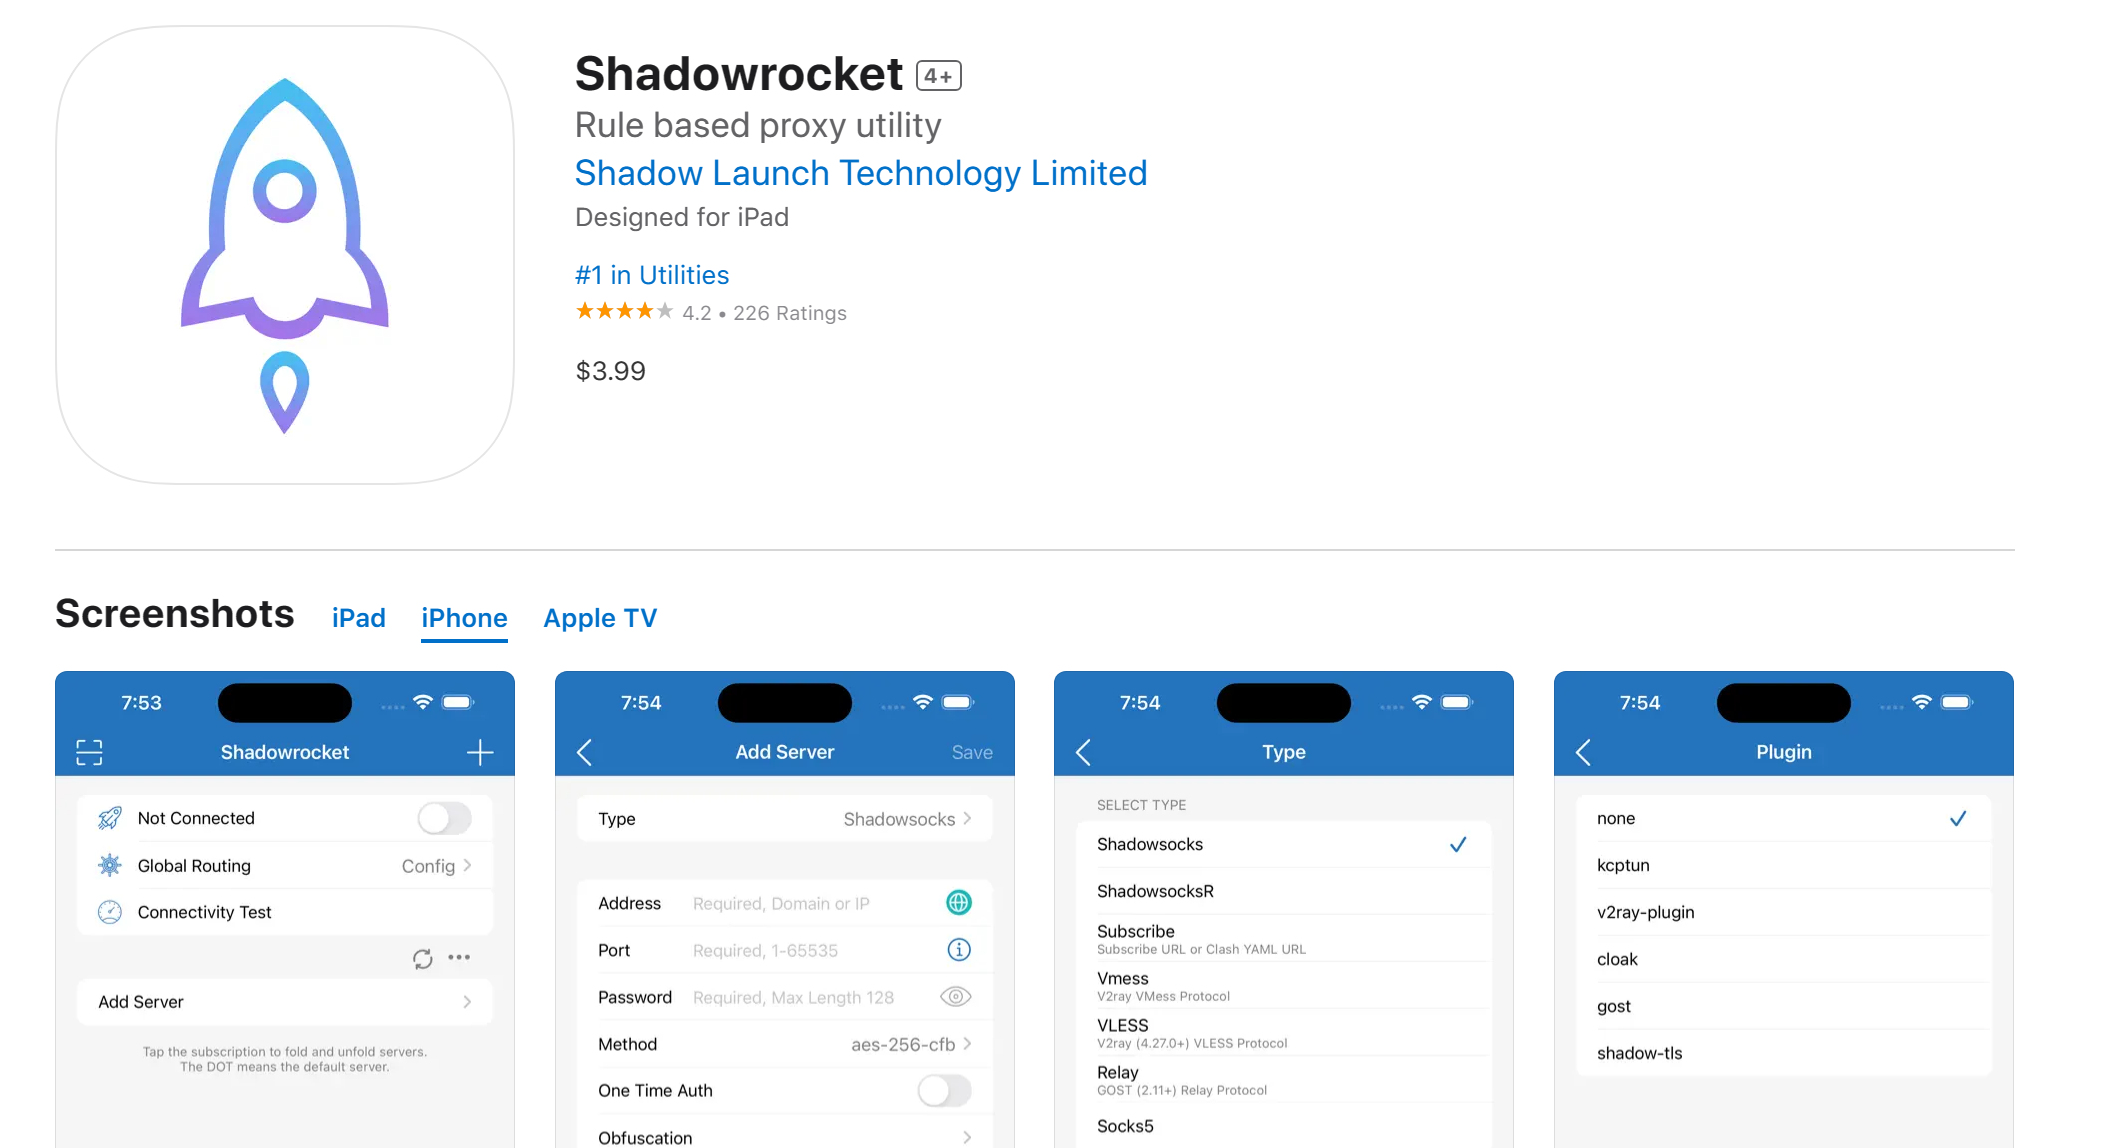 Shadowrocket 4+
Rule based proxy utility
Shadow Launch Technology Limited
Designed for iPad
#1 in Utilities
4.2 • 226 Ratings
$3.99
Screenshots iPad iPhone Apple TV
7:53
Shadowrocket
Not Connected
Global Routing Config
Connectivity Test
Add Server
Tap the subscription to fold and unfold servers.
The DOT means the default server.
7:54
Add Server Save
Type Shadowsocks
Address Required, Domain or IP
Port Required, 1-65535
Password Required, Max Length 128
Method aes-256-cfb
One Time Auth
Obfuscation
7:54
Type
SELECT TYPE
Shadowsocks
ShadowsocksR
Subscribe
Subscribe URL or Clash YAML URL
Vmess
V2ray VMess Protocol
VLESS
V2ray (4.27.0+) VLESS Protocol
Relay
GOST (2.11+) Relay Protocol
Socks5
7:54
Plugin
none
kcptun
v2ray-plugin
cloak
gost
shadow-tls